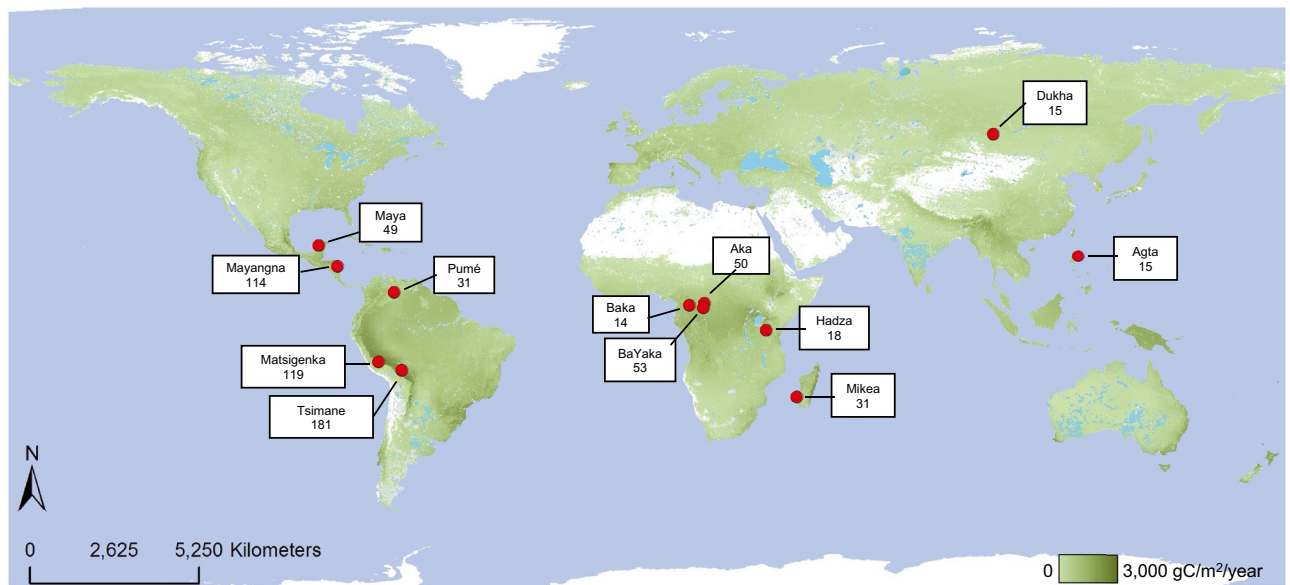 Dukha
15
Maya
49
Mayangna
114
Pumé
31
Aka
50
Agta
15
Baka
14
Hadza
18
BaYaka
53
Matsigenka
119
Mikea
31
Tsimane
181
N
0 2,625 5,250 Kilometers
0 3,000 gC/m²/year